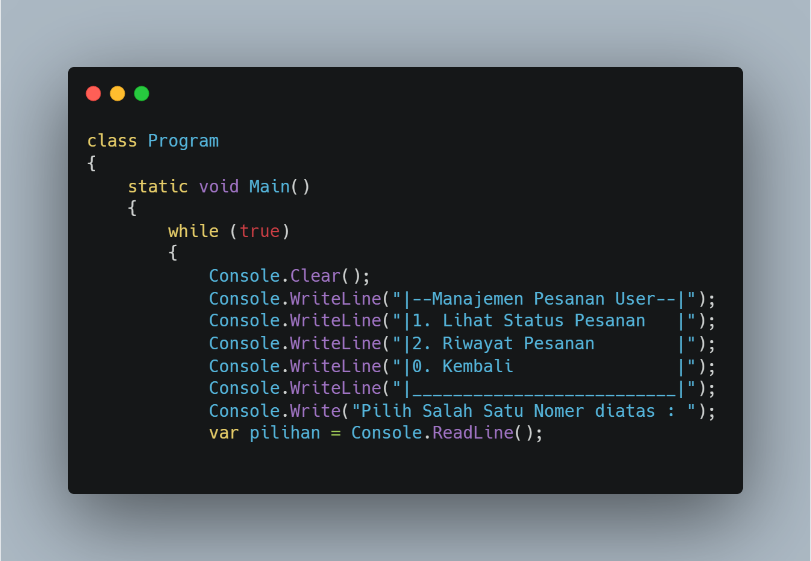 class Program
{
    static void Main()
    {
        while (true)
        {
            Console.Clear();
            Console.WriteLine("|--Manajemen Pesanan User--|");
            Console.WriteLine("|1. Lihat Status Pesanan   |");
            Console.WriteLine("|2. Riwayat Pesanan        |");
            Console.WriteLine("|0. Kembali                |");
            Console.WriteLine("|__________________________|");
            Console.Write("Pilih Salah Satu Nomer diatas : ");
            var pilihan = Console.ReadLine();